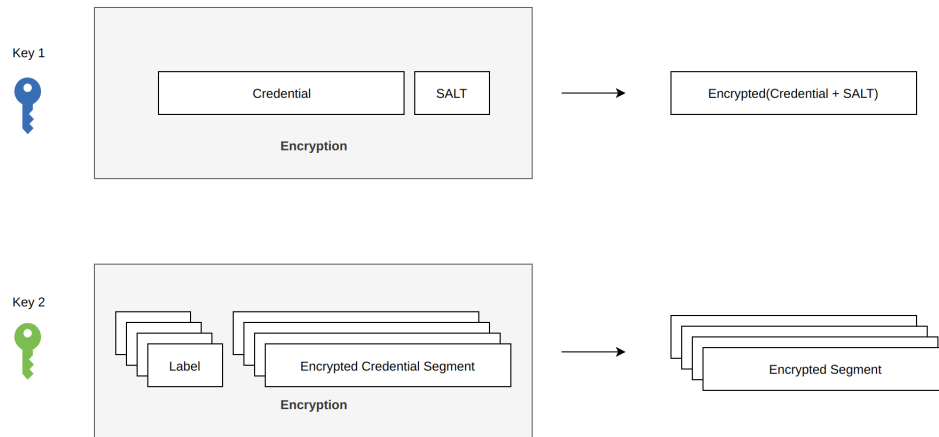 Key 1
Credential
SALT
Encryption
Encrypted(Credential + SALT)
Key 2
Label
Encrypted Credential Segment
Encryption
Encrypted Segment